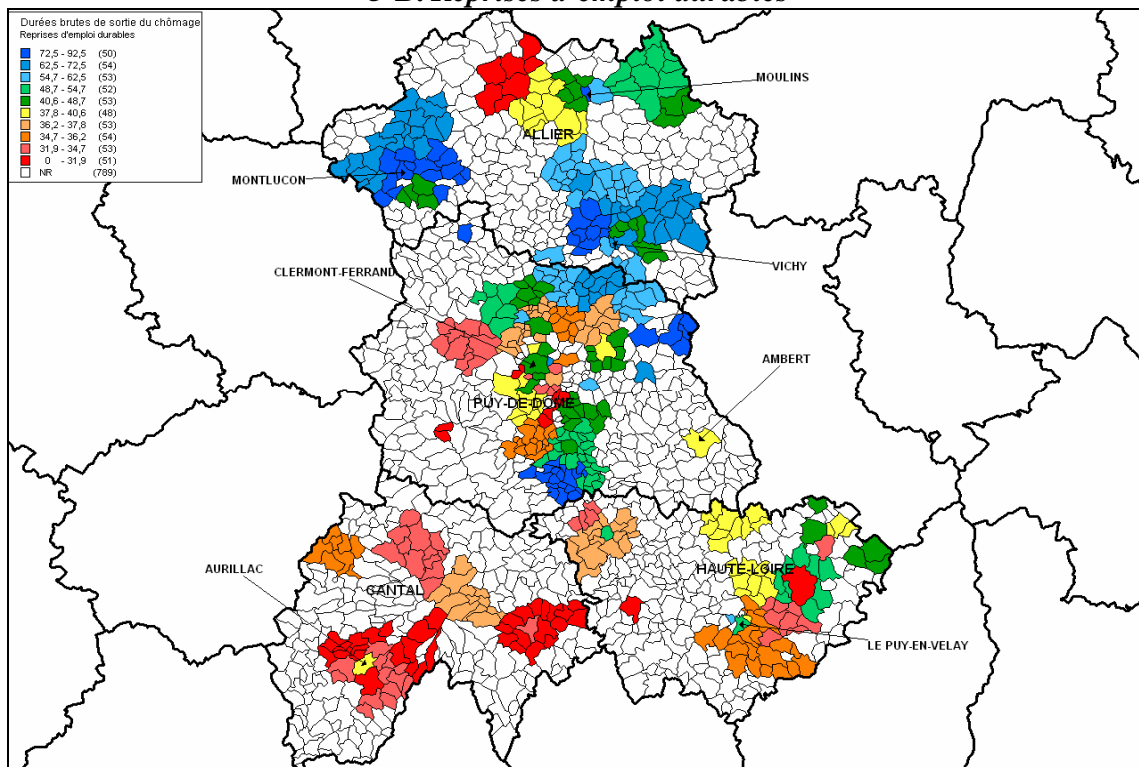 3-B: Reprises d'emploi durables
Durées brutes de sortie du chômage
Reprises d'emploi durables
72,5 - 92,5 (50)
62,5 - 72,5 (54)
54,7 - 62,5 (53)
48,7 - 54,7 (52)
40,6 - 48,7 (53)
37,8 - 40,6 (48)
36,2 - 37,8 (53)
34,7 - 36,2 (54)
31,9 - 34,7 (53)
0 - 31,9 (51)
NR (789)
MOULINS
ALLIER
MONTLUCON
VICHY
CLERMONT-FERRAND
AMBERT
PUY-DE-DÔME
AURILLAC
CANTAL
HAUTE-LOIRE
LE PUY-EN-VELAY